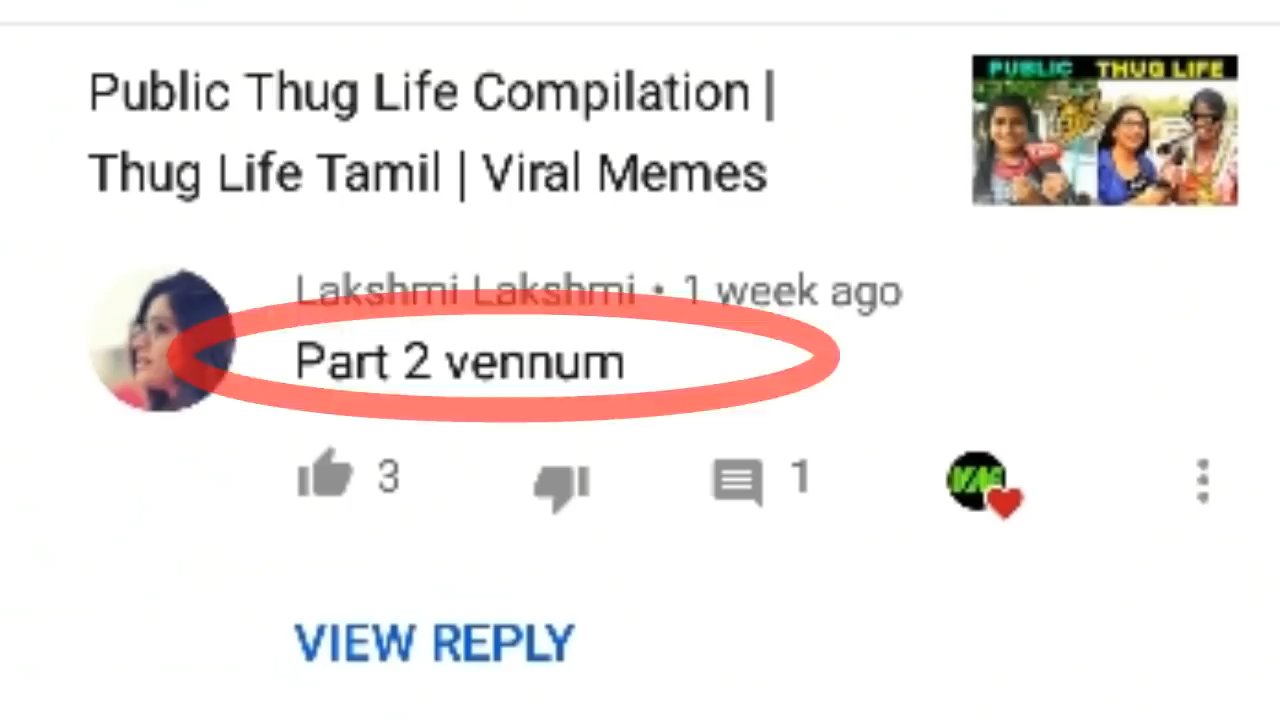 Public Thug Life Compilation |
Thug Life Tamil | Viral Memes
PUBLIC THUG LIFE
Lakshmi Lakshmi • 1 week ago
Part 2 vennum
3
1
VIEW REPLY